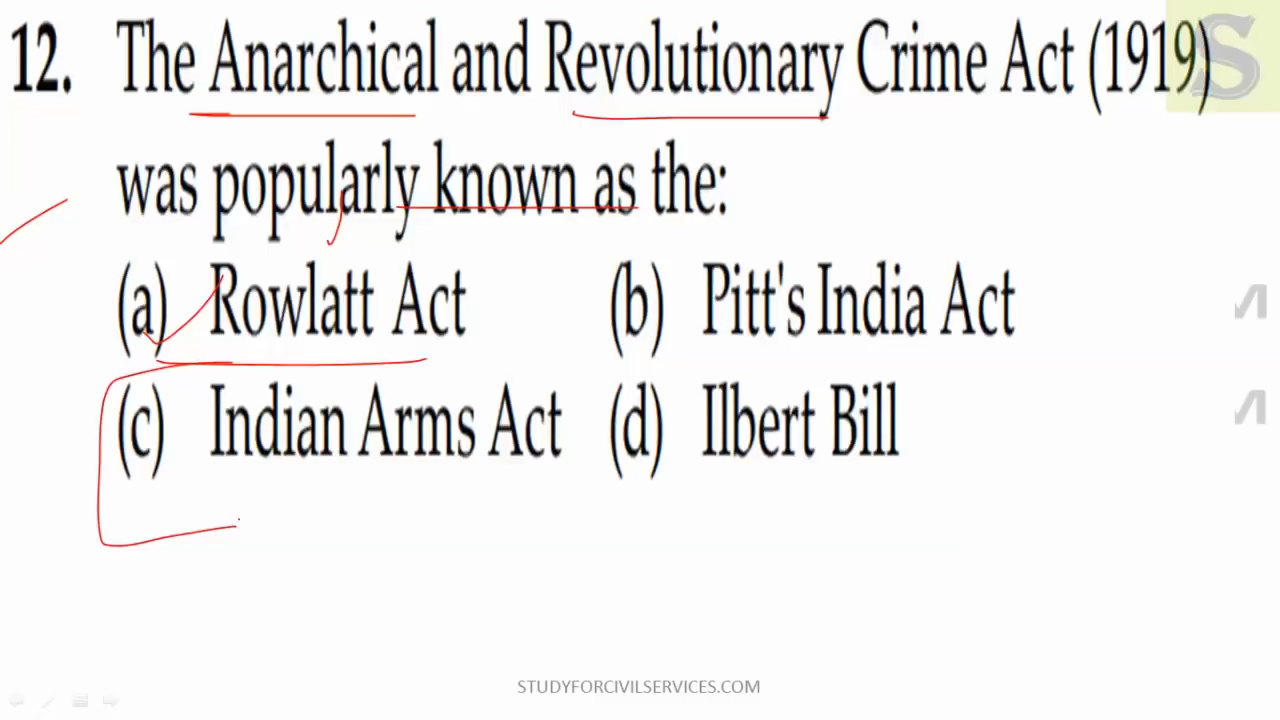 12. The Anarchical and Revolutionary Crime Act (1919)
was popularly known as the:
(a) Rowlatt Act (b) Pitt's India Act
(c) Indian Arms Act (d) Ilbert Bill
STUDYFORCIVILSERVICES.COM